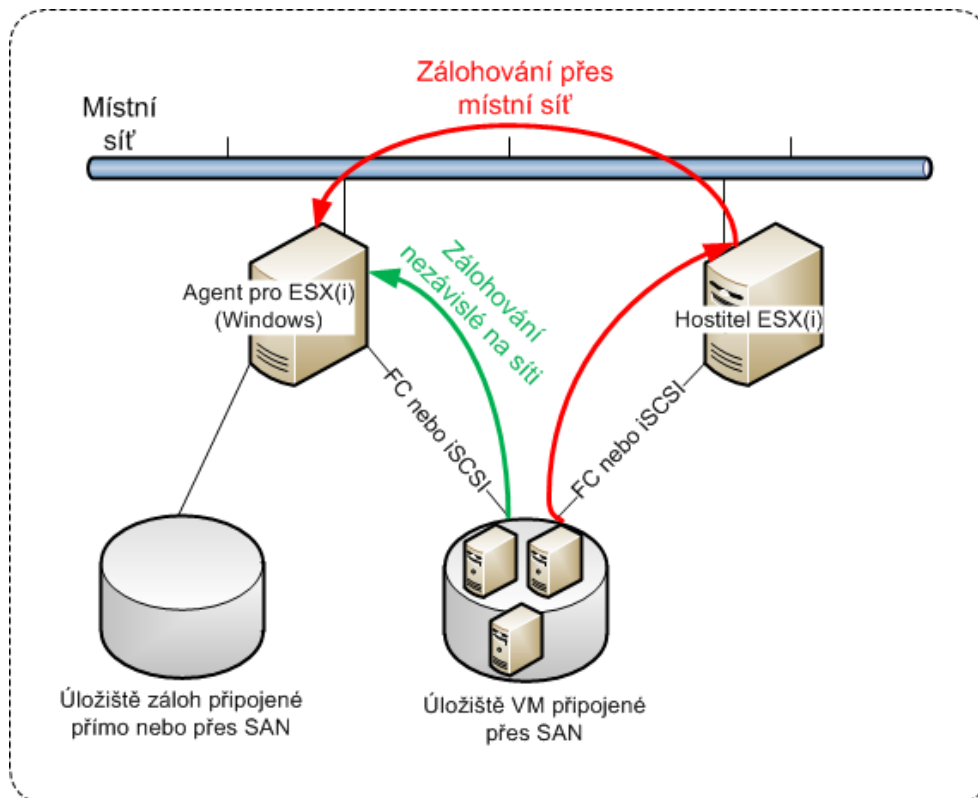 Zálohování přes
místní síť
Místní
síť
Zálohování
nezávislé na síti
Agent pro ESX(i)
(Windows)
Hostitel ESX(i)
FC nebo iSCSI
FC nebo iSCSI
Úložiště záloh připojené
přímo nebo přes SAN
Úložiště VM připojené
přes SAN